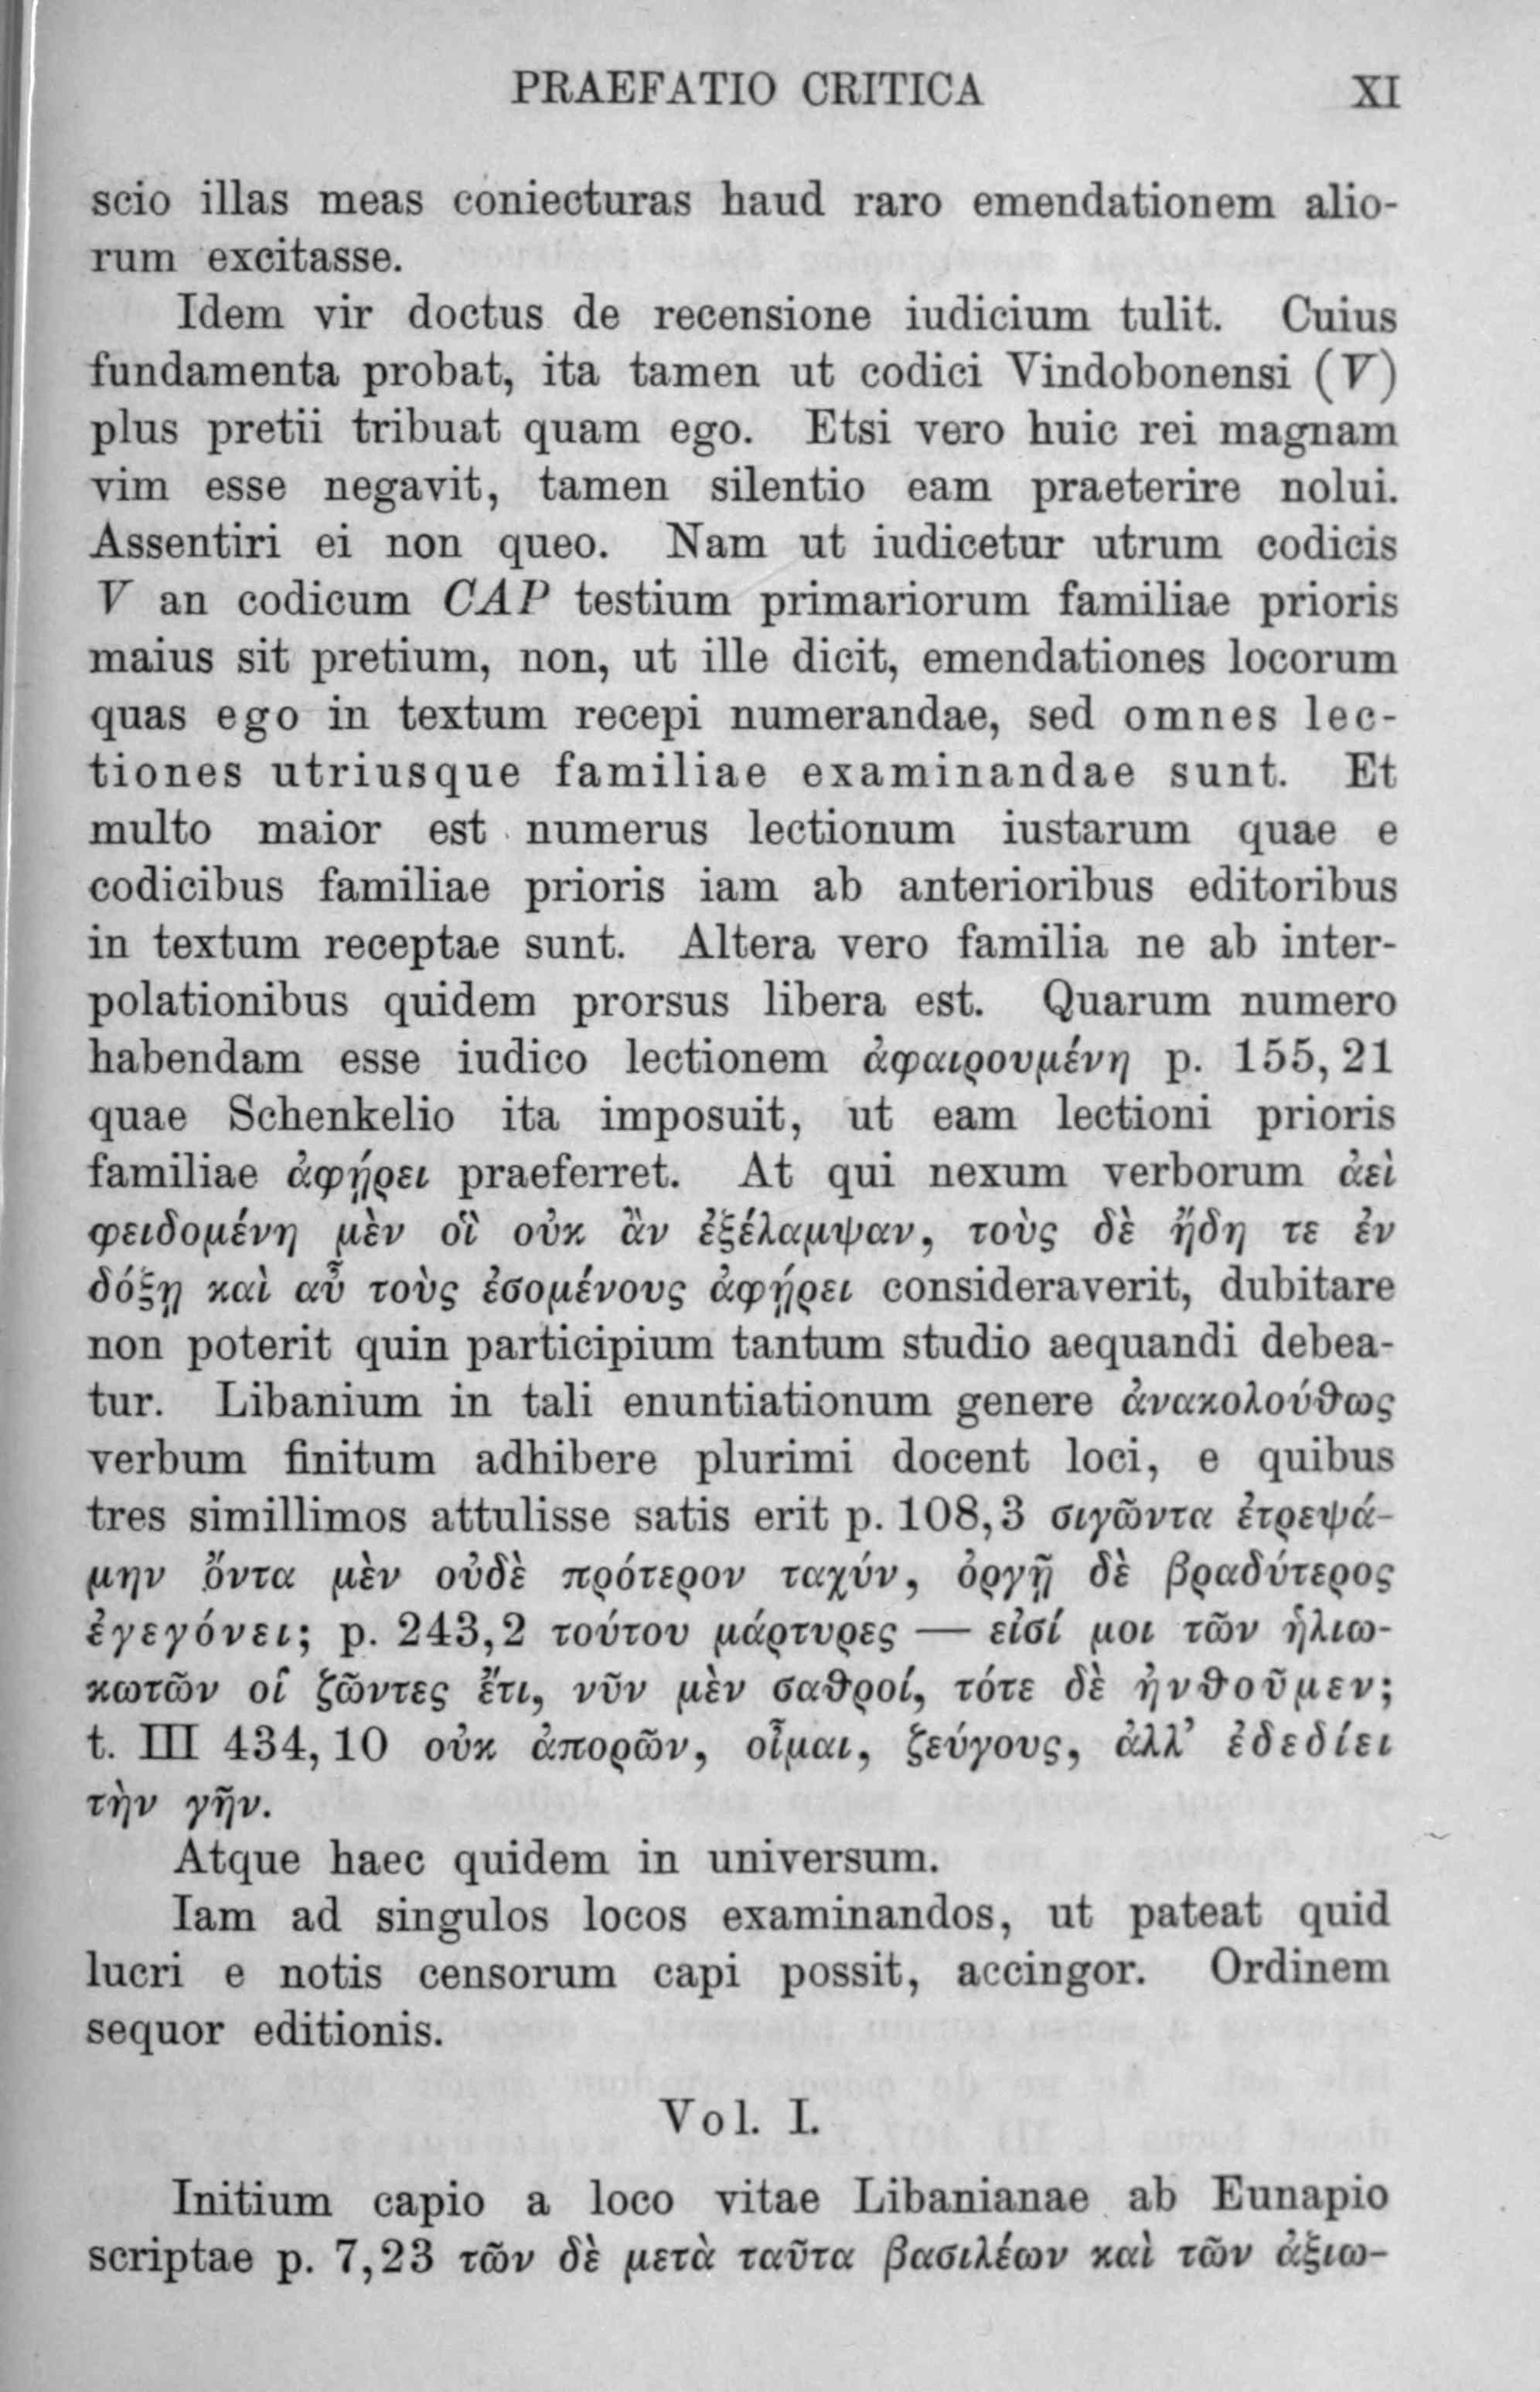 PRAEFATIO CRITICA XI
scio illas meas coniecturas haud raro emendationem alio-
rum excitasse.
Idem vir doctus de recensione iudicium tulit. Cuius
fundamenta probat, ita tamen ut codici Vindobonensi (V)
plus pretii tribuat quam ego. Etsi vero huic rei magnam
vim esse negavit, tamen silentio eam praeterire nolui.
Assentiri ei non queo. Nam ut iudicetur utrum codicis
V an codicum CAP testium primariorum familiae prioris
maius sit pretium, non, ut ille dicit, emendationes locorum
quas ego in textum recepi numerandae, sed omnes lec-
tiones utriusque familiae examinandae sunt. Et
multo maior est numerus lectionum iustarum quae e
codicibus familiae prioris iam ab anterioribus editoribus
in textum receptae sunt. Altera vero familia ne ab inter-
polationibus quidem prorsus libera est. Quarum numero
habendam esse iudico lectionem ἀφαιρουμένη p. 155, 21
quae Schenkelio ita imposuit, ut eam lectioni prioris
familiae ἀφῄρει praeferret. At qui nexum verborum ἀεὶ
φειδομένη μὲν οἳ οὐκ ἂν ἐξέλαμψαν, τοὺς δὲ ἤδη τε ἐν
δόξῃ καὶ αὖ τοὺς ἐσομένους ἀφῄρει consideraverit, dubitare
non poterit quin participium tantum studio aequandi debea-
tur. Libanium in tali enuntiationum genere ἀνακολούθως
verbum finitum adhibere plurimi docent loci, e quibus
tres simillimos attulisse satis erit p. 108, 3 σιγῶντα ἐτρεψά-
μην ὄντα μὲν οὐδὲ πρότερον ταχύν, ὀργῇ δὲ βραδύτερος
ἐγεγόνει; p. 243, 2 τούτου μάρτυρες — εἰσί μοι τῶν ἡλιω-
κωτῶν οἱ ζῶντες ἔτι, νῦν μὲν σαθροί, τότε δὲ ἠνθοῦμεν;
t. III 434, 10 οὐκ ἀπορῶν, οἶμαι, ζεύγους, ἀλλ’ ἐδεδίει
τὴν γῆν.
Atque haec quidem in universum.
Iam ad singulos locos examinandos, ut pateat quid
lucri e notis censorum capi possit, accingor. Ordinem
sequor editionis.
Vol. I.
Initium capio a loco vitae Libanianae ab Eunapio
scriptae p. 7, 23 τῶν δὲ μετὰ ταῦτα βασιλέων καὶ τῶν ἀξιω-